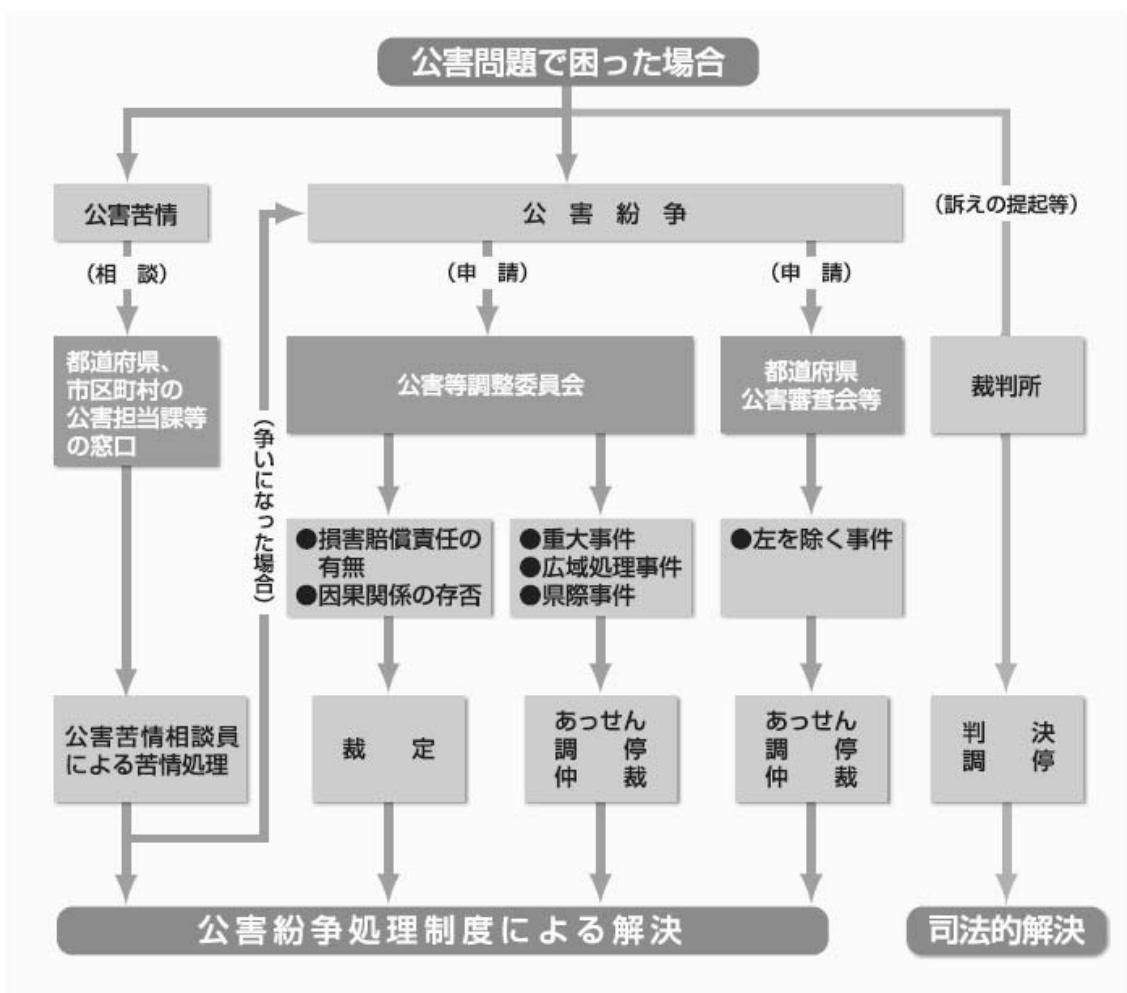 公害問題で困った場合
公害苦情
公害紛争
(訴えの提起等)
(相談)
(申請)
(申請)
都道府県、
市区町村の
公害担当課等
の窓口
公害等調整委員会
都道府県
公害審査会等
裁判所
(争いになった場合)
●損害賠償責任の
有無
●因果関係の存否
●重大事件
●広域処理事件
●県際事件
●左を除く事件
公害苦情相談員
による苦情処理
裁定
あっせん
調停
仲裁
あっせん
調停
仲裁
判決
調停
公害紛争処理制度による解決
司法的解決